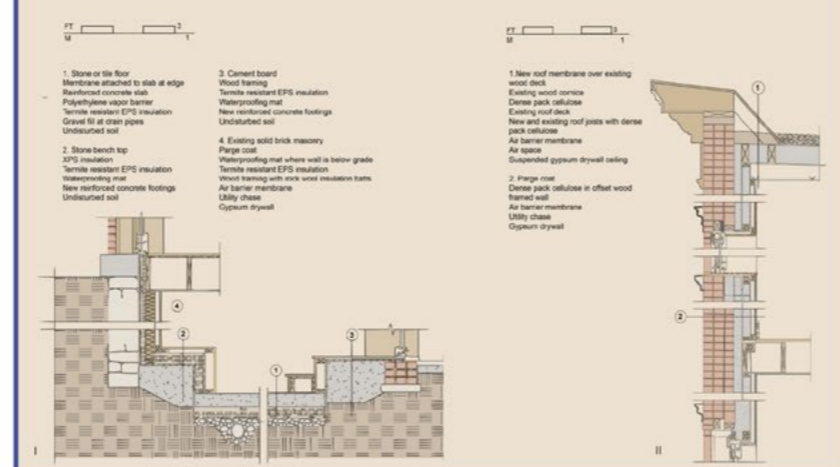 FT 3
M 1
1. Stone or tile floor
Membrane attached to slab at edge
Reinforced concrete slab
Polyethylene vapor barrier
Termite resistant EPS insulation
Gravel fill at drain pipes
Undisturbed soil
2. Stone bench top
XPS insulation
Termite resistant EPS insulation
Waterproofing mat
New reinforced concrete footings
Undisturbed soil
3. Cement board
Wood framing
Termite resistant EPS insulation
Waterproofing mat
New reinforced concrete footings
Undisturbed soil
4. Existing solid brick masonry
Parge coat
Waterproofing mat where wall is below grade
Termite resistant EPS insulation
Wood framing with rock wool insulation batts
Air barrier membrane
Utility chase
Gypsum drywall
4
2
3
1
I
FT 3
M 1
1.New roof membrane over existing
wood deck
Existing wood cornice
Dense pack cellulose
Existing roof deck
New and existing roof joists with dense
pack cellulose
Air barrier membrane
Air space
Suspended gypsum drywall ceiling
2. Parge coat
Dense pack cellulose in offset wood
framed wall
Air barrier membrane
Utility chase
Gypsum drywall
1
2
II